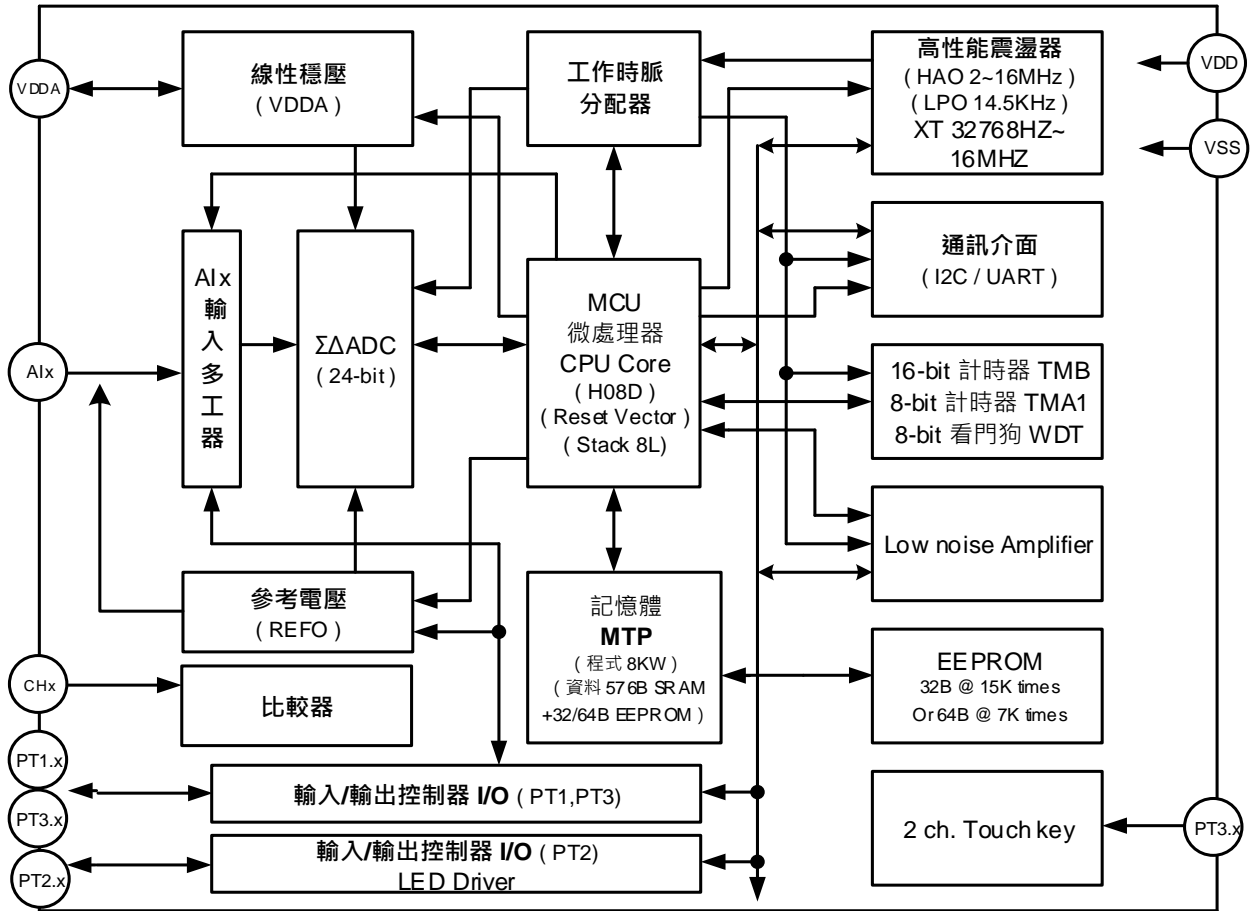 線性穩壓
( VDDA )
工作時脈
分配器
高性能震盪器
( HAO 2~16MHz )
( LPO 14.5KHz )
XT 32768HZ~
16MHZ
VDDA
VDD
VSS
AIx
輸
入
多
工
器
ΣΔADC
( 24-bit )
MCU
微處理器
CPU Core
( H08D )
( Reset Vector )
( Stack 8L)
通訊介面
( I2C / UART )
AIx
16-bit 計時器 TMB
8-bit 計時器 TMA1
8-bit 看門狗 WDT
Low noise Amplifier
參考電壓
( REFO )
記憶體
MTP
( 程式 8KW )
( 資料 576B SRAM
+32/64B EEPROM )
EEPROM
32B @ 15K times
Or 64B @ 7K times
CHx
比較器
PT1.x
PT3.x
PT2.x
輸入/輸出控制器 I/O ( PT1,PT3)
輸入/輸出控制器 I/O ( PT2)
LED Driver
2 ch. Touch key
PT3.x